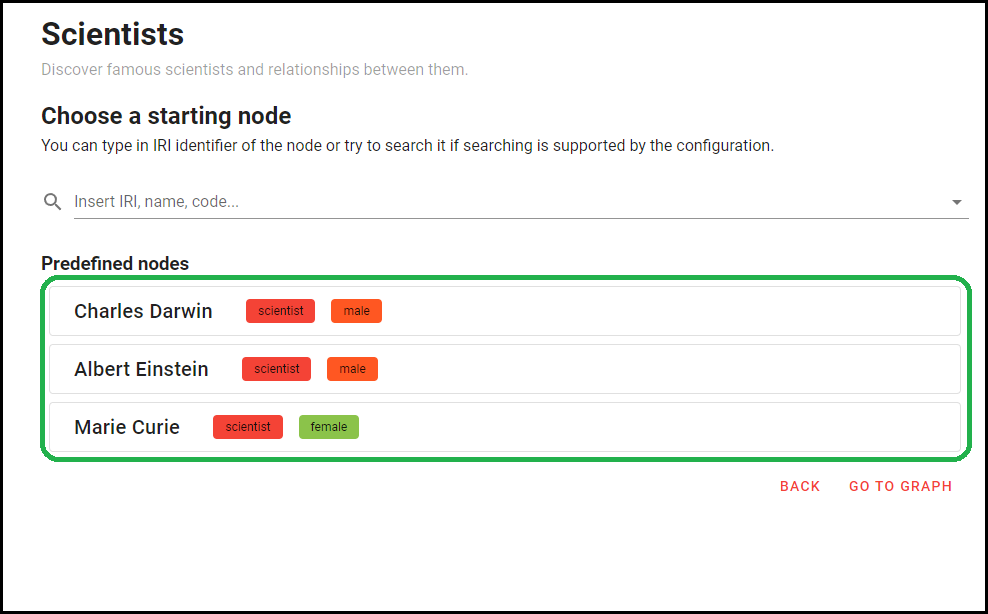 Scientists
Discover famous scientists and relationships between them.
Choose a starting node
You can type in IRI identifier of the node or try to search it if searching is supported by the configuration.
Insert IRI, name, code...
Predefined nodes
Charles Darwin scientist male
Albert Einstein scientist male
Marie Curie scientist female
BACK GO TO GRAPH